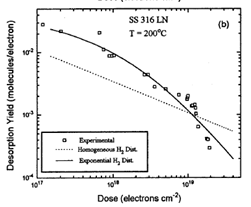 SS 316 LN (b)
T = 200°C
Desorption Yield (molecules/electron)
10⁻²
10⁻³
Experimental
Homogeneous H₂ Dist.
Exponential H₂ Dist.
10¹⁷ 10¹⁸ 10¹⁹
Dose (electrons cm⁻²)